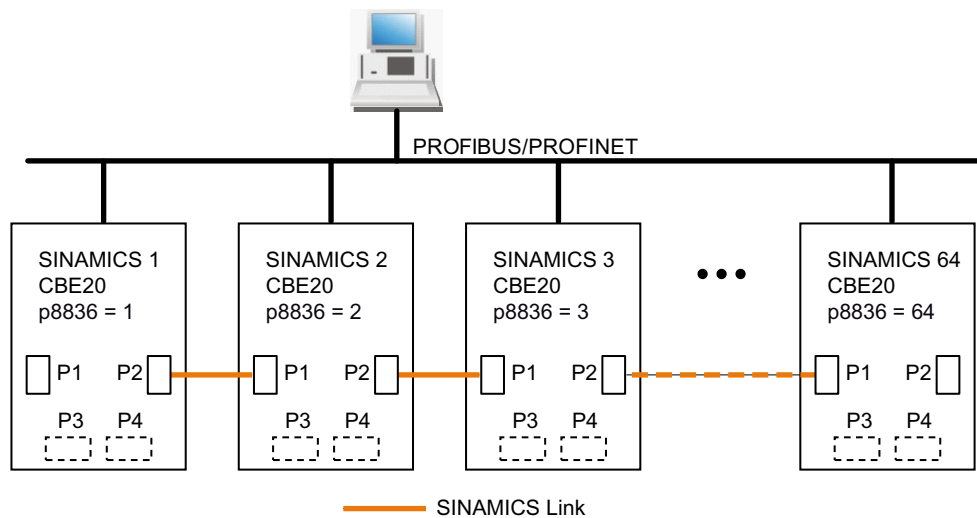 PROFIBUS/PROFINET
SINAMICS 1
CBE20
p8836 = 1
P1 P2
P3 P4
SINAMICS 2
CBE20
p8836 = 2
P1 P2
P3 P4
SINAMICS 3
CBE20
p8836 = 3
P1 P2
P3 P4
SINAMICS 64
CBE20
p8836 = 64
P1 P2
P3 P4
SINAMICS Link